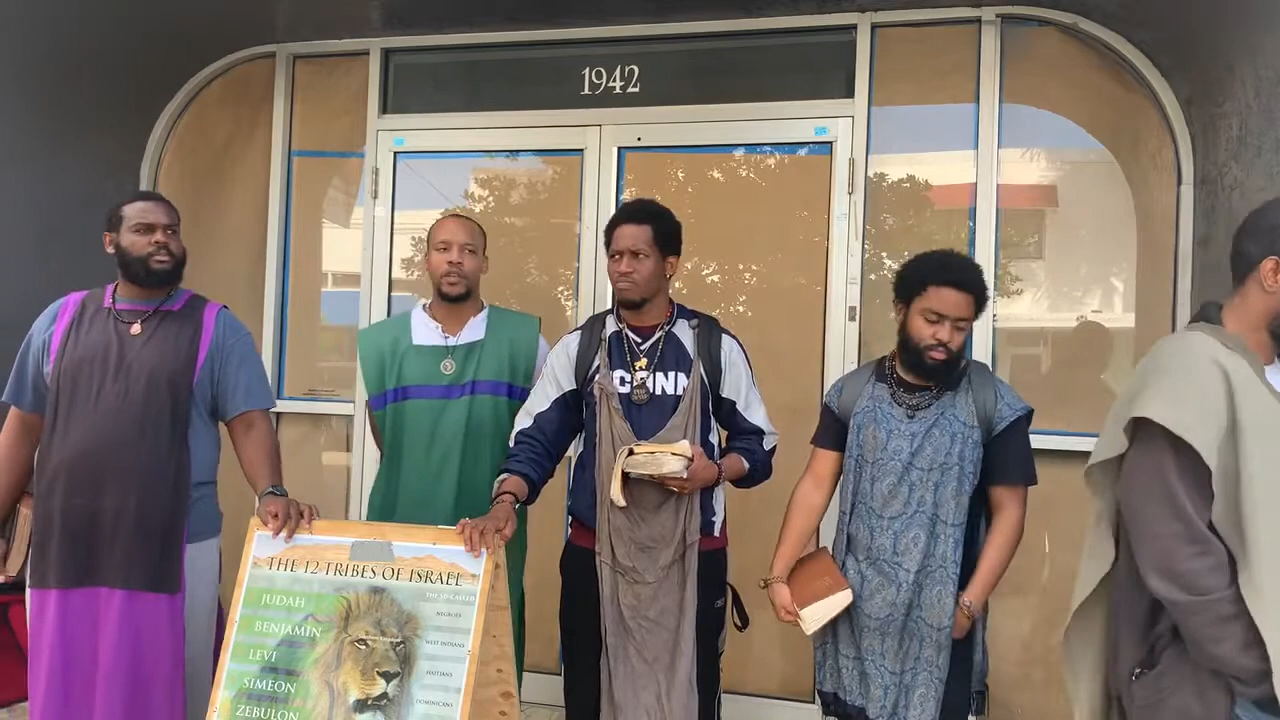 1942
UCONN
THE 12 TRIBES OF ISRAEL
THE SO-CALLED
JUDAH
NEGROES
BENJAMIN
WEST INDIANS
LEVI
HAITIANS
SIMEON
DOMINICANS
ZEBULON